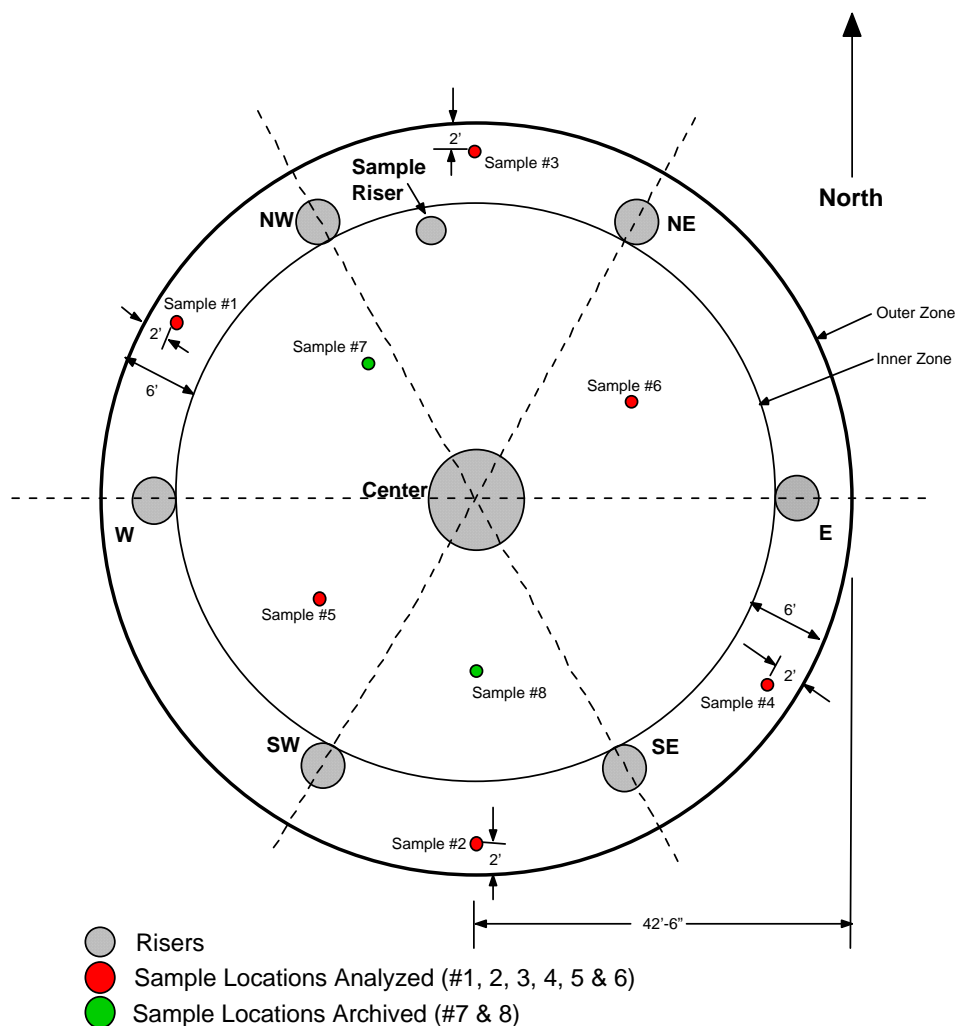 2'
Sample #3
Sample
Riser
North
NW
NE
Sample #1
2'
Outer Zone
Sample #7
Inner Zone
Sample #6
6'
Center
W
E
Sample #5
6'
2'
Sample #8
Sample #4
SW
SE
Sample #2
2'
42'-6"
Risers
Sample Locations Analyzed (#1, 2, 3, 4, 5 & 6)
Sample Locations Archived (#7 & 8)